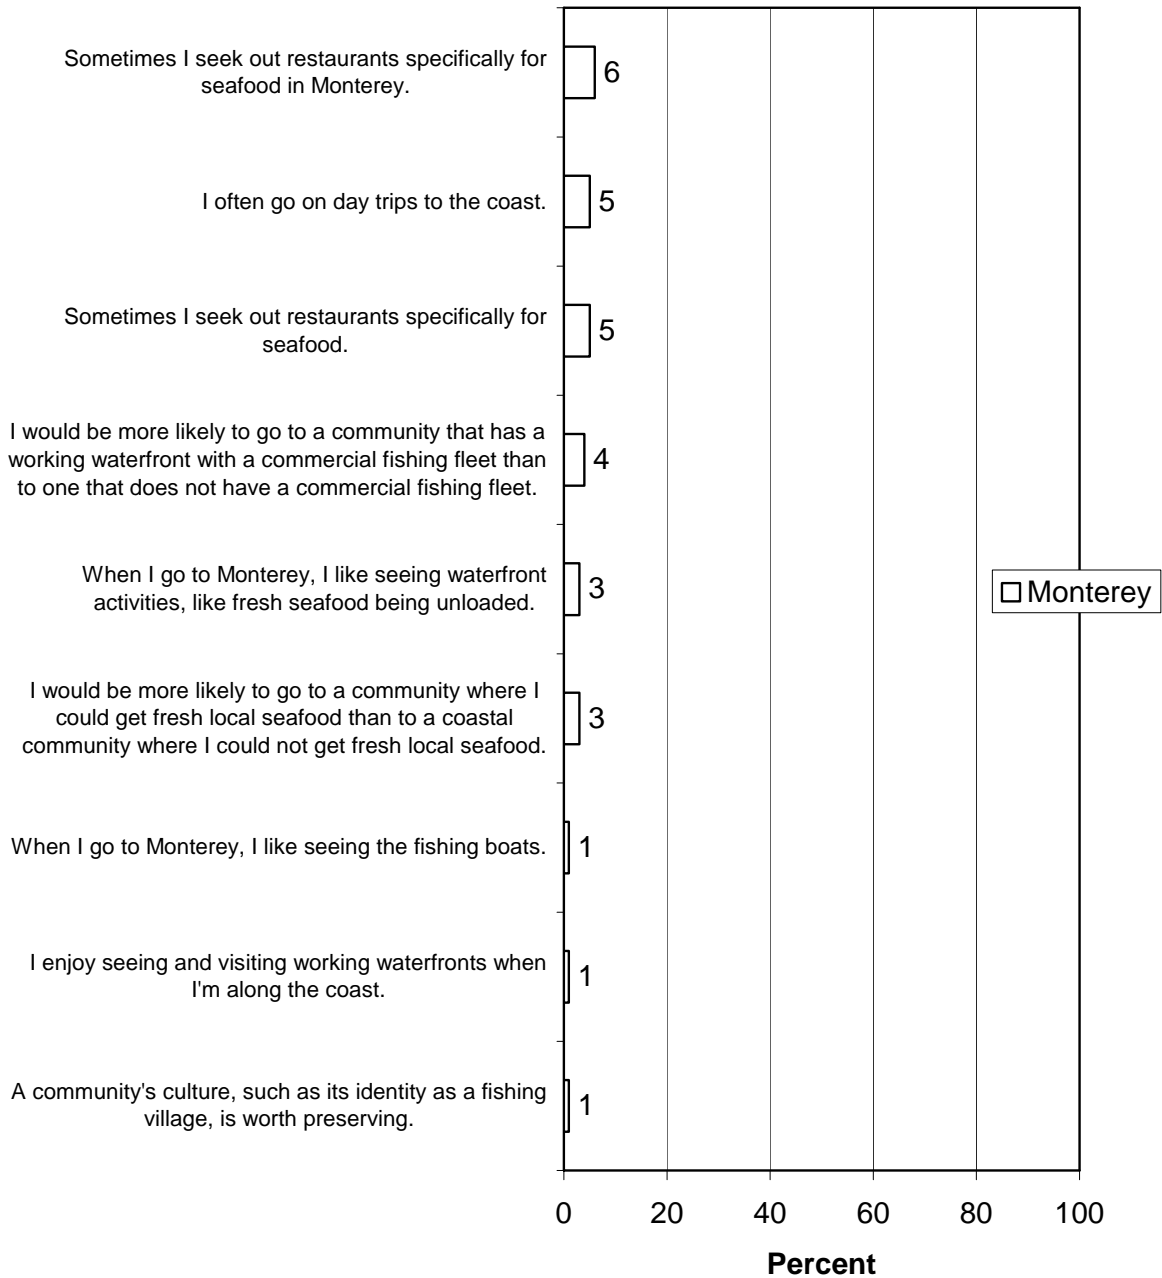 Sometimes I seek out restaurants specifically for
seafood in Monterey.
6
I often go on day trips to the coast.
5
Sometimes I seek out restaurants specifically for
seafood.
5
I would be more likely to go to a community that has a
working waterfront with a commercial fishing fleet than
to one that does not have a commercial fishing fleet.
4
When I go to Monterey, I like seeing waterfront
activities, like fresh seafood being unloaded.
3
Monterey
I would be more likely to go to a community where I
could get fresh local seafood than to a coastal
community where I could not get fresh local seafood.
3
When I go to Monterey, I like seeing the fishing boats.
1
I enjoy seeing and visiting working waterfronts when
I'm along the coast.
1
A community's culture, such as its identity as a fishing
village, is worth preserving.
1
0 20 40 60 80 100
Percent